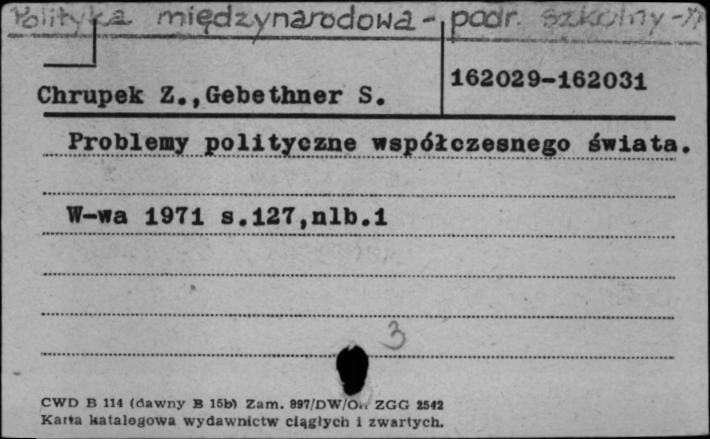 Polityka międzynarodowa - podr. szkolny -
162029-162031
Chrupek Z.,Gebethner S.
Problemy polityczne współczesnego świata.
W-wa 1971 s.127,nlb.1
3
CWD B 114 (dawny B 15b) Zam. 997/DW/O ZGG 2542
Karta katalogowa wydawnictw ciągłych i zwartych.